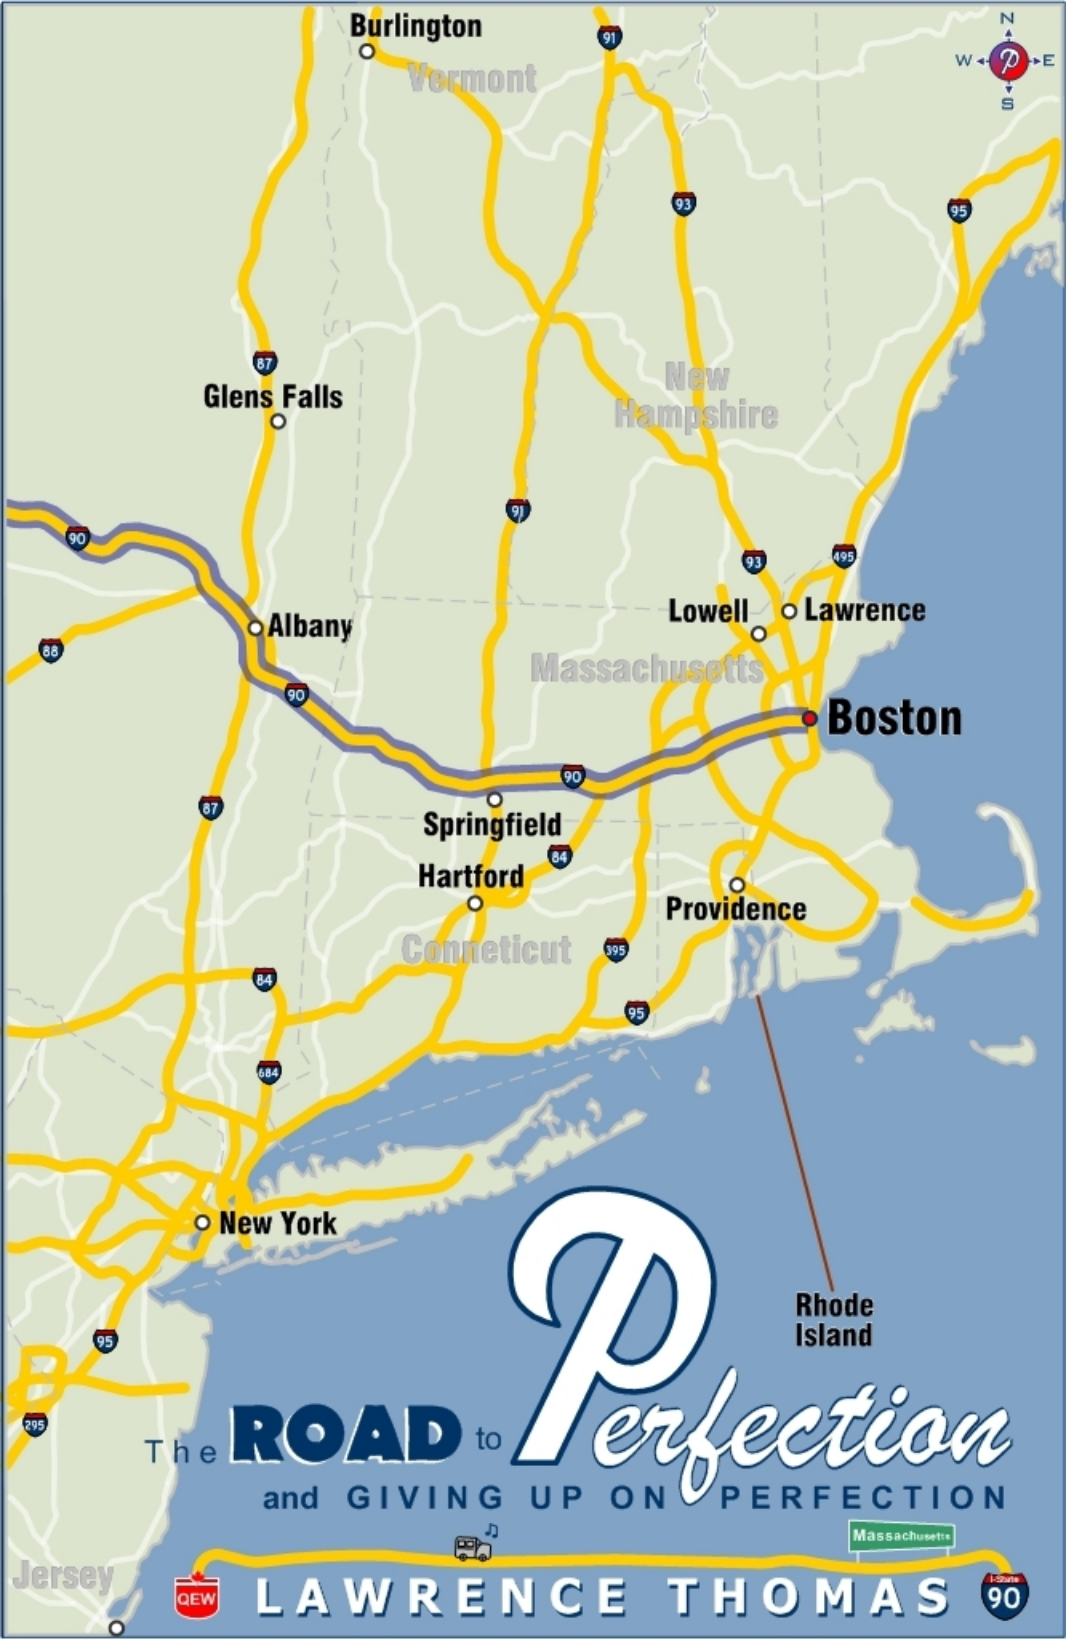 Burlington
91
N
W
P
E
S
Vermont
93
95
87
Glens Falls
New
Hampshire
91
90
93
495
Lowell
Lawrence
Albany
88
Massachusetts
90
Boston
90
87
Springfield
84
Hartford
Providence
Conneticut
395
84
95
684
New York
Rhode
Island
95
295
The ROAD to Perfection
and GIVING UP ON PERFECTION
Massachusetts
Jersey
QEW
LAWRENCE THOMAS
I-State
90